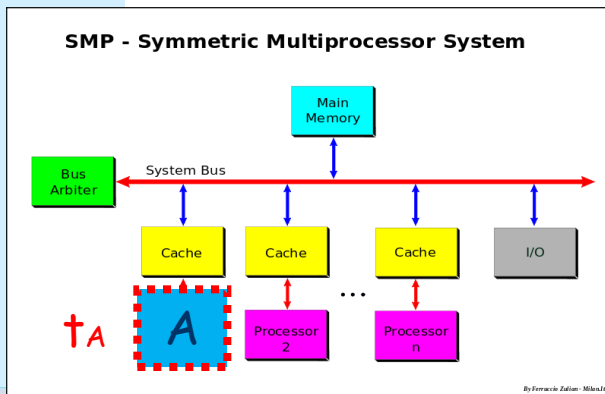 SMP - Symmetric Multiprocessor System
Main
Memory
Bus
Arbiter
System Bus
Cache
Cache
Cache
I/O
tA
A
...
Processor
2
Processor
n
By Ferruccio Zulian - Milan.It